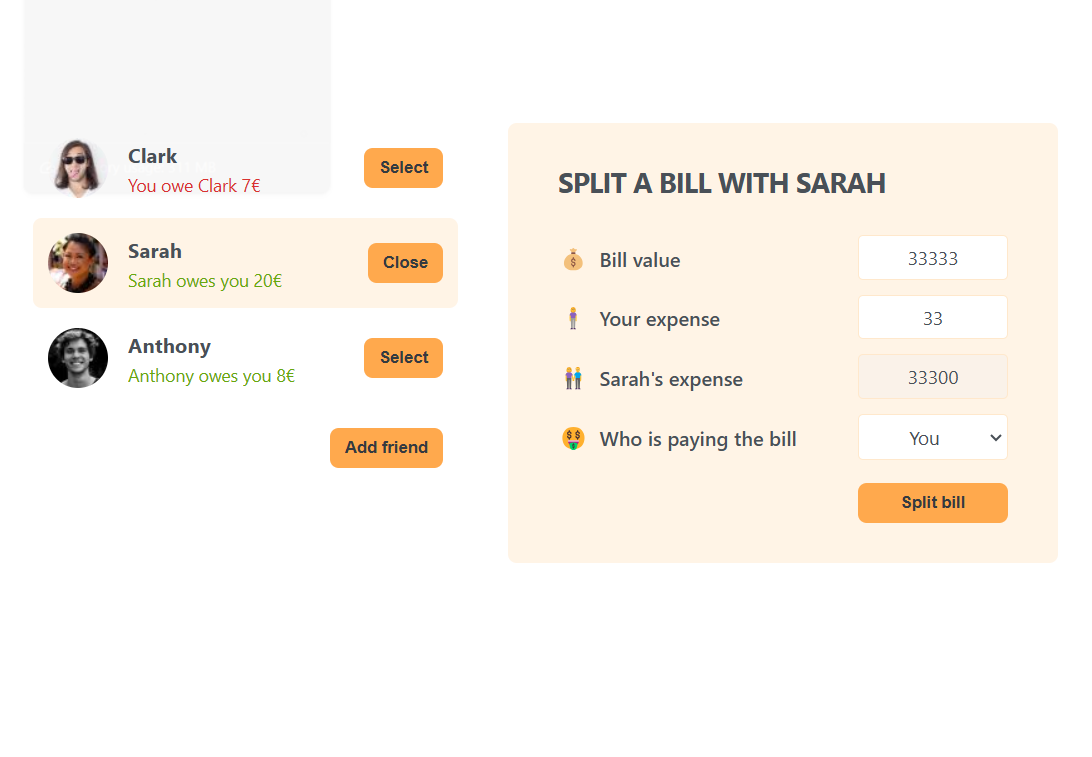 Clark
You owe Clark 7€
Select
Sarah
Sarah owes you 20€
Close
Anthony
Anthony owes you 8€
Select
Add friend
SPLIT A BILL WITH SARAH
Bill value
33333
Your expense
33
Sarah's expense
33300
Who is paying the bill
You
Split bill